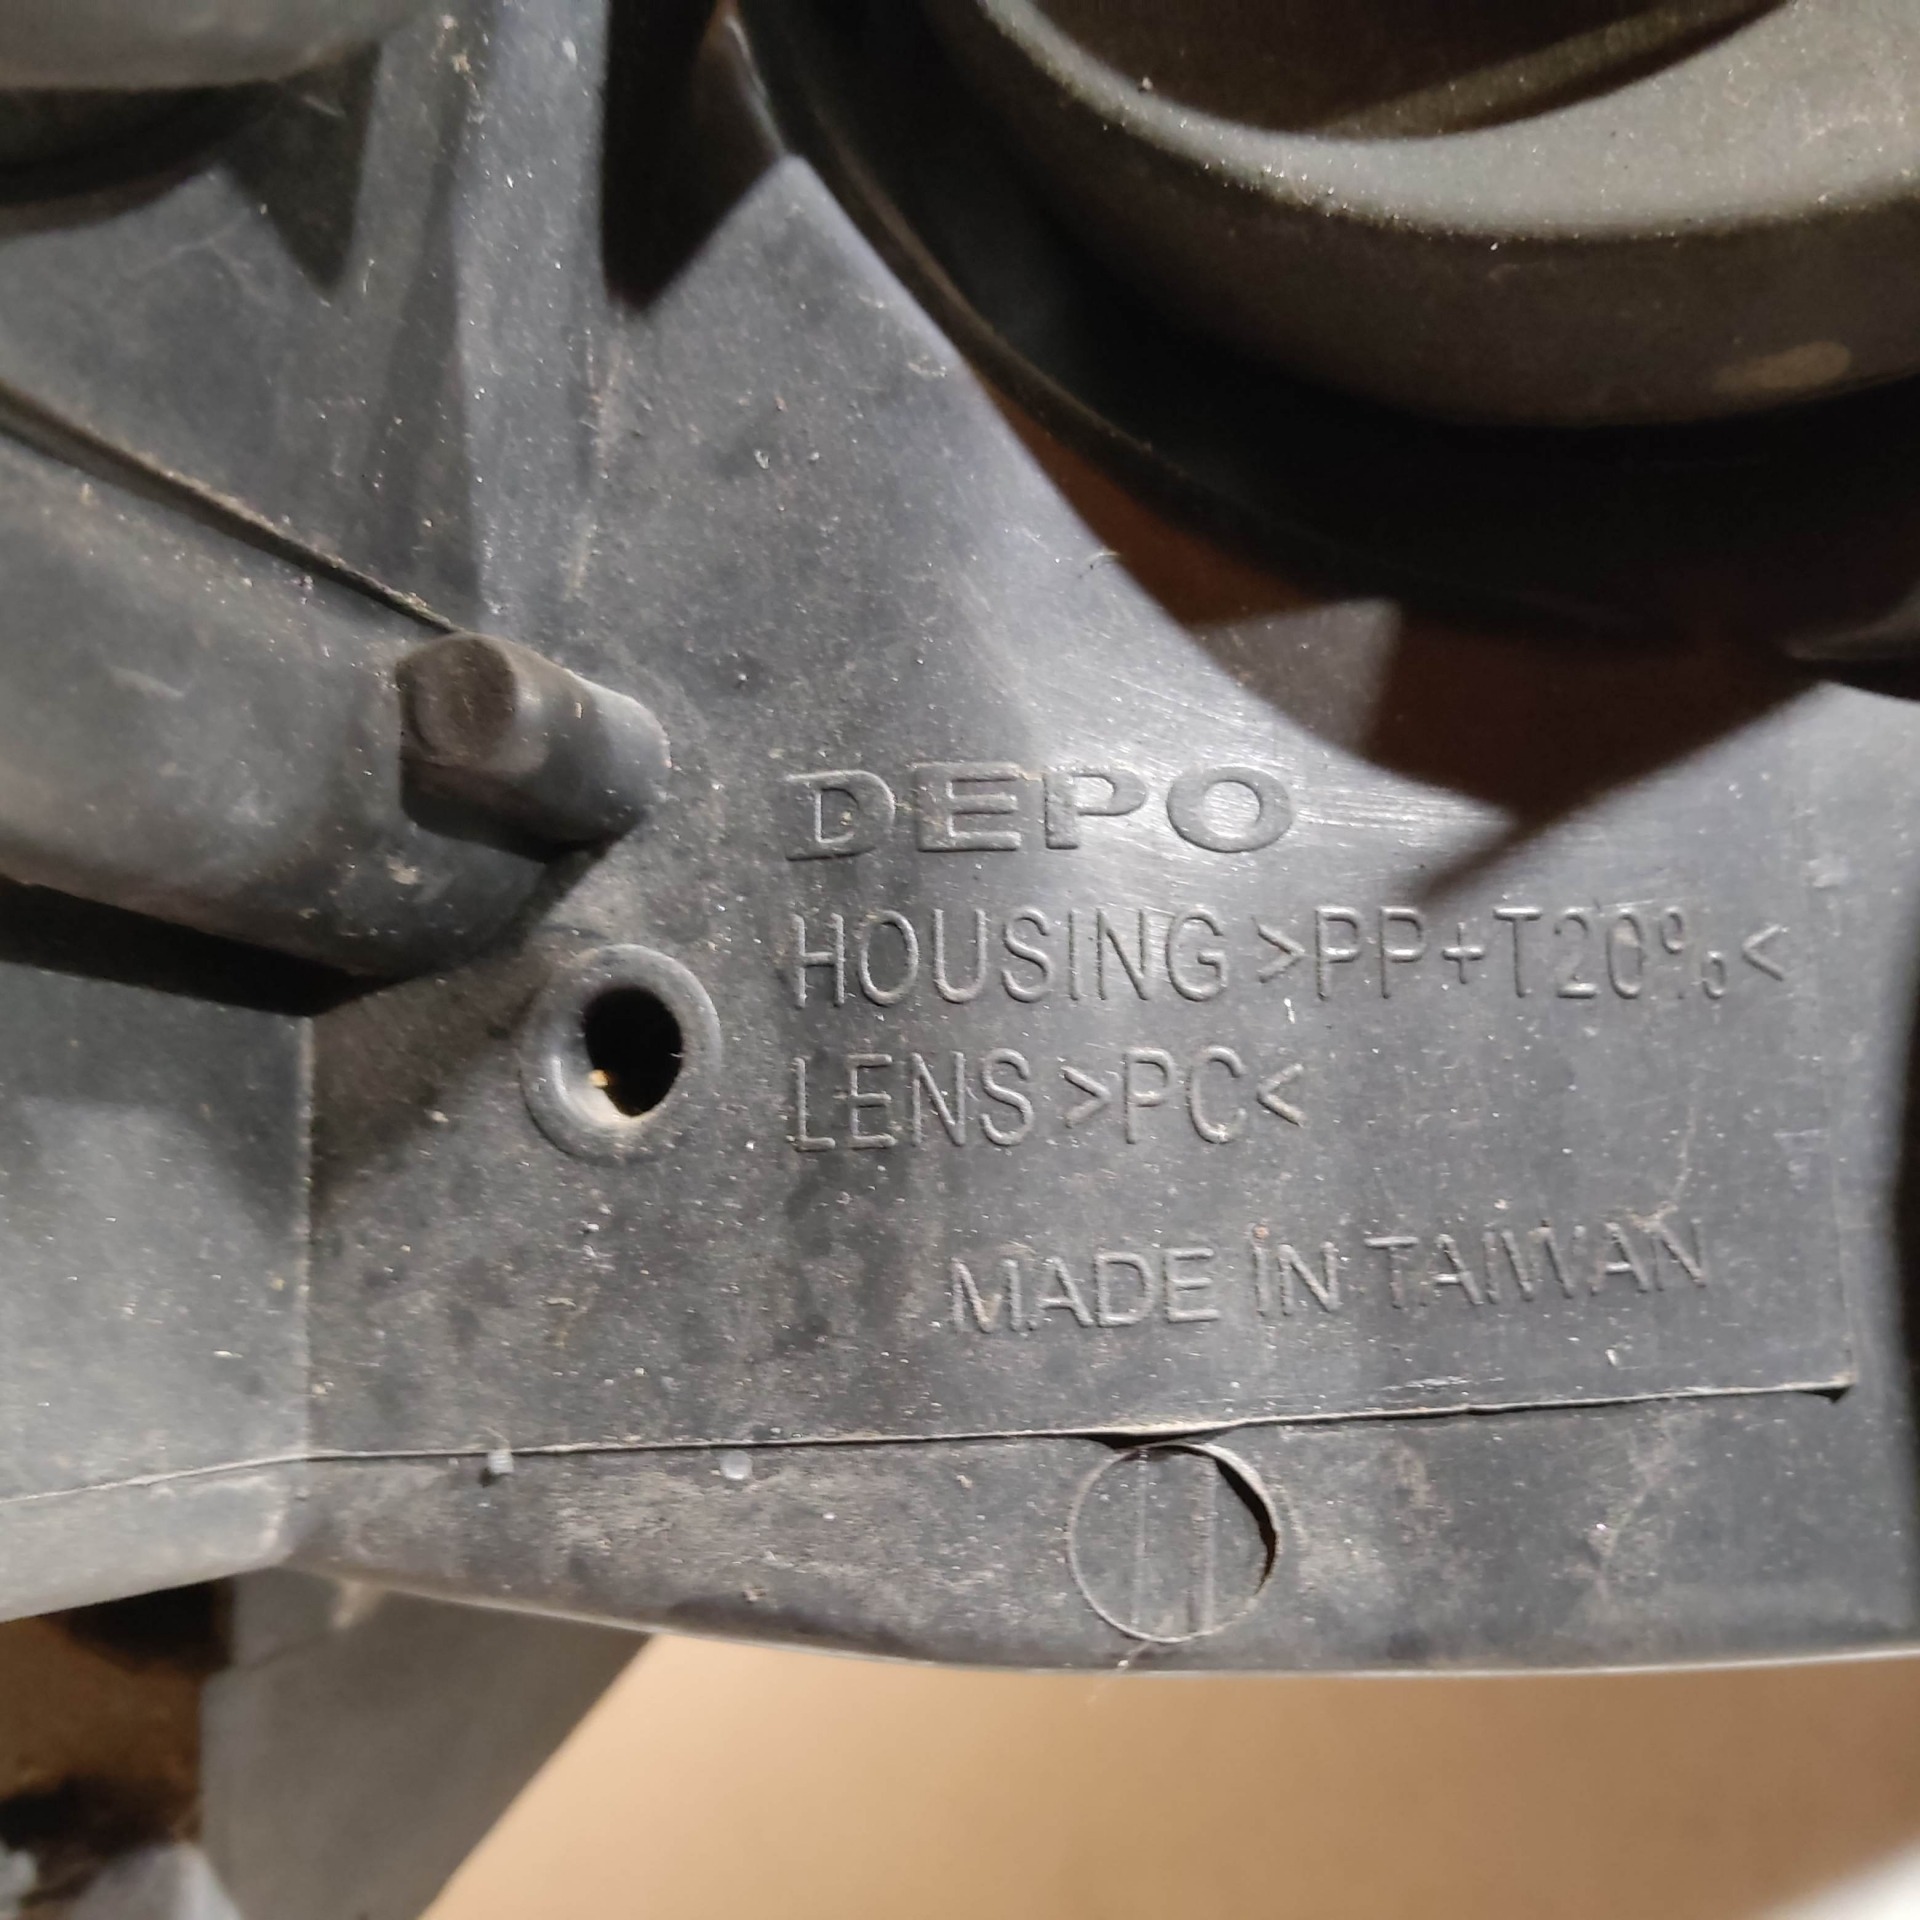 DEPO
HOUSING >PP+T20%<
LENS >PC<
MADE IN TAIWAN